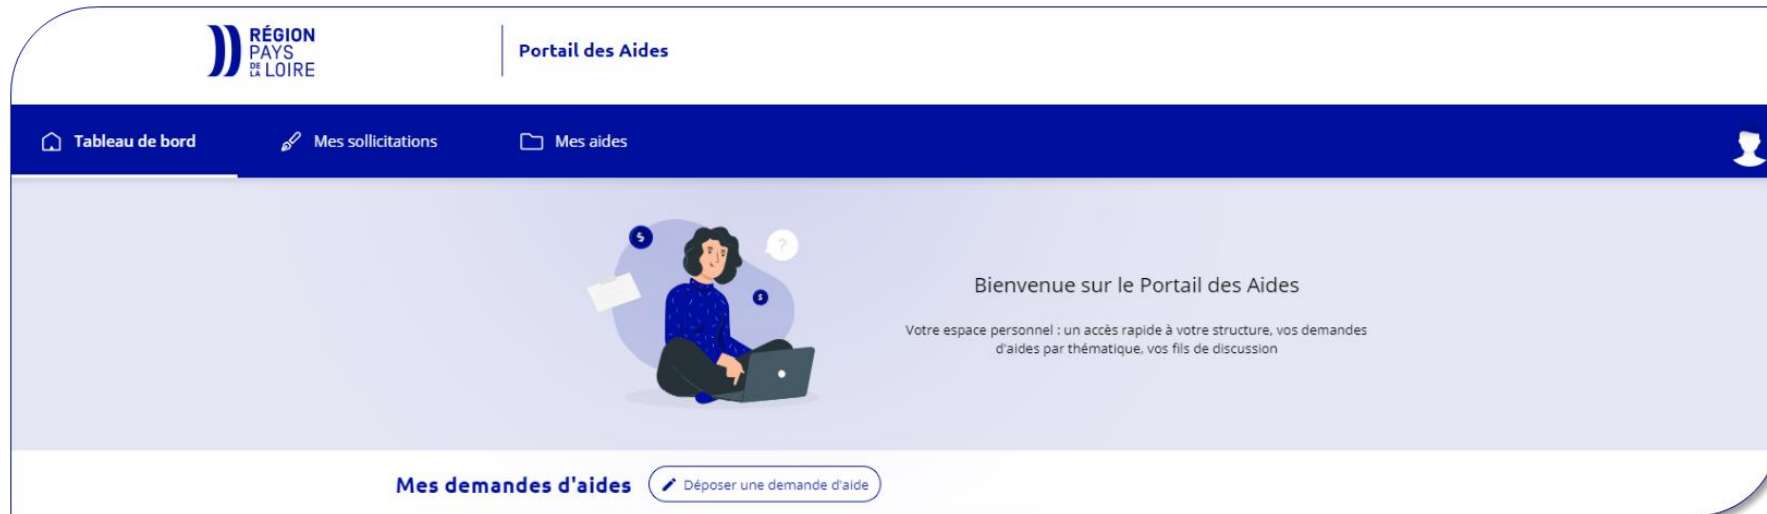 RÉGION
PAYS
DE LA LOIRE
Portail des Aides
Tableau de bord
Mes sollicitations
Mes aides
$
?
$
Bienvenue sur le Portail des Aides
Votre espace personnel : un accès rapide à votre structure, vos demandes
d'aides par thématique, vos fils de discussion
Mes demandes d'aides
Déposer une demande d'aide